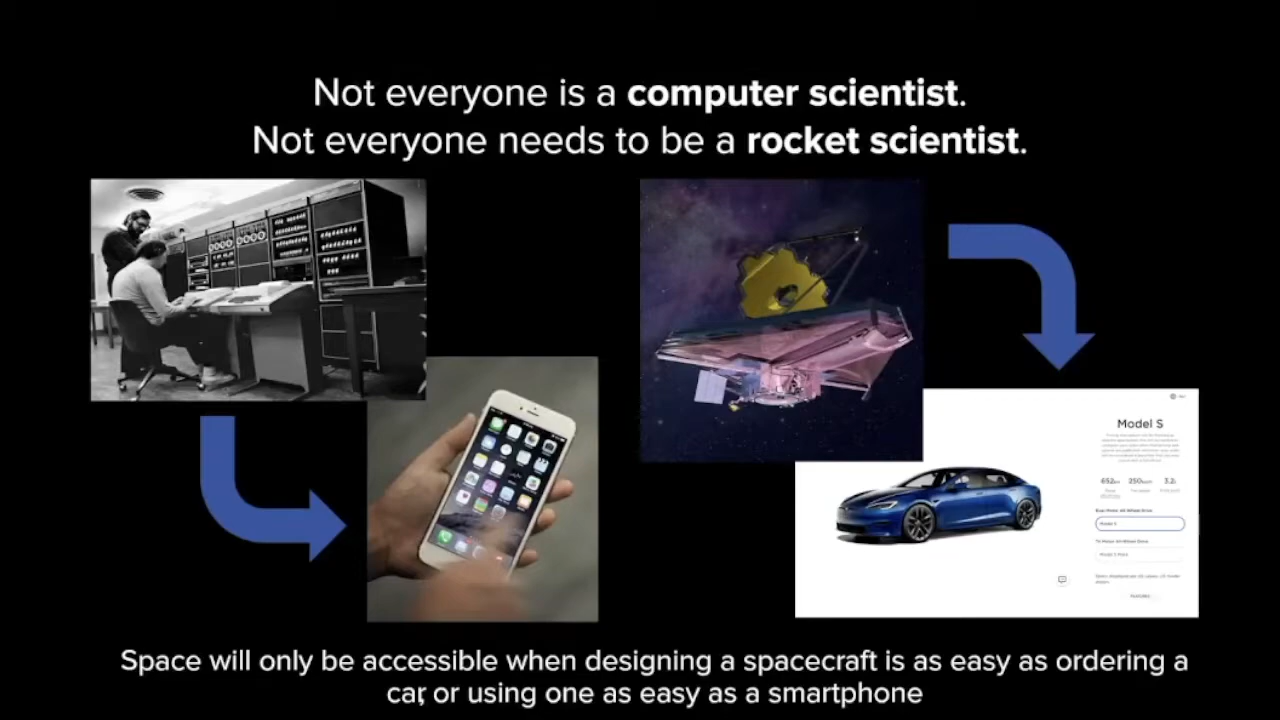 Not everyone is a computer scientist.
Not everyone needs to be a rocket scientist.
Model S
Model S
Space will only be accessible when designing a spacecraft is as easy as ordering a
car, or using one as easy as a smartphone